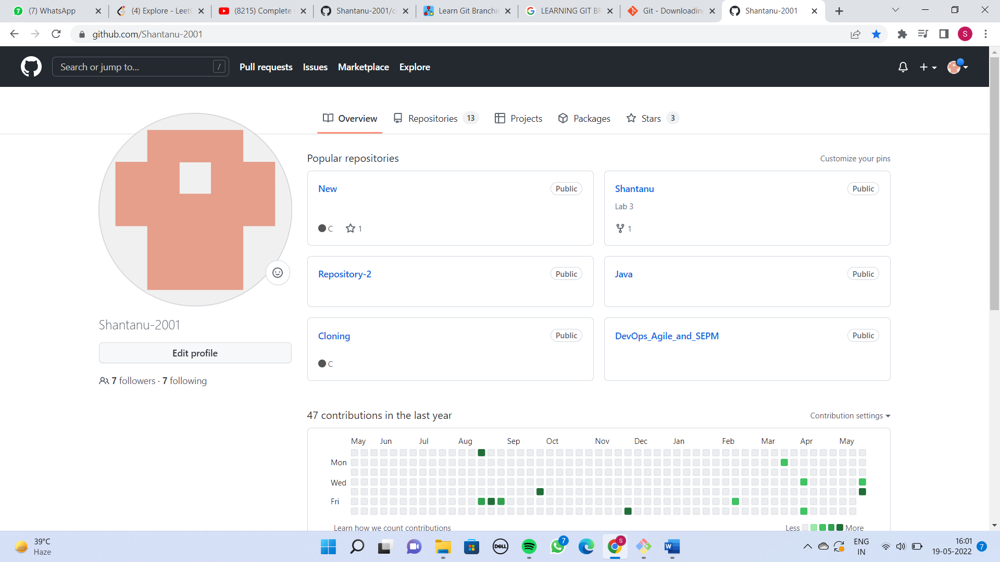 (7) WhatsApp
(4) Explore - Leet
(8215) Complete
Shantanu-2001/c
Learn Git Branchi
LEARNING GIT BR
Git - Downloadin
Shantanu-2001
github.com/Shantanu-2001
S
Search or jump to...
/
Pull requests
Issues
Marketplace
Explore
Overview
Repositories 13
Projects
Packages
Stars 3
Popular repositories
Customize your pins
New
Public
C
1
Shantanu
Public
Lab 3
1
Repository-2
Public
Java
Public
Cloning
Public
C
DevOps_Agile_and_SEPM
Public
Shantanu-2001
Edit profile
7 followers · 7 following
47 contributions in the last year
Contribution settings
May Jun Jul Aug Sep Oct Nov Dec Jan Feb Mar Apr May
Mon
Wed
Fri
Learn how we count contributions
Less
More
39°C
Haze
DELL
7
S
W
ENG
IN
16:01
19-05-2022
7